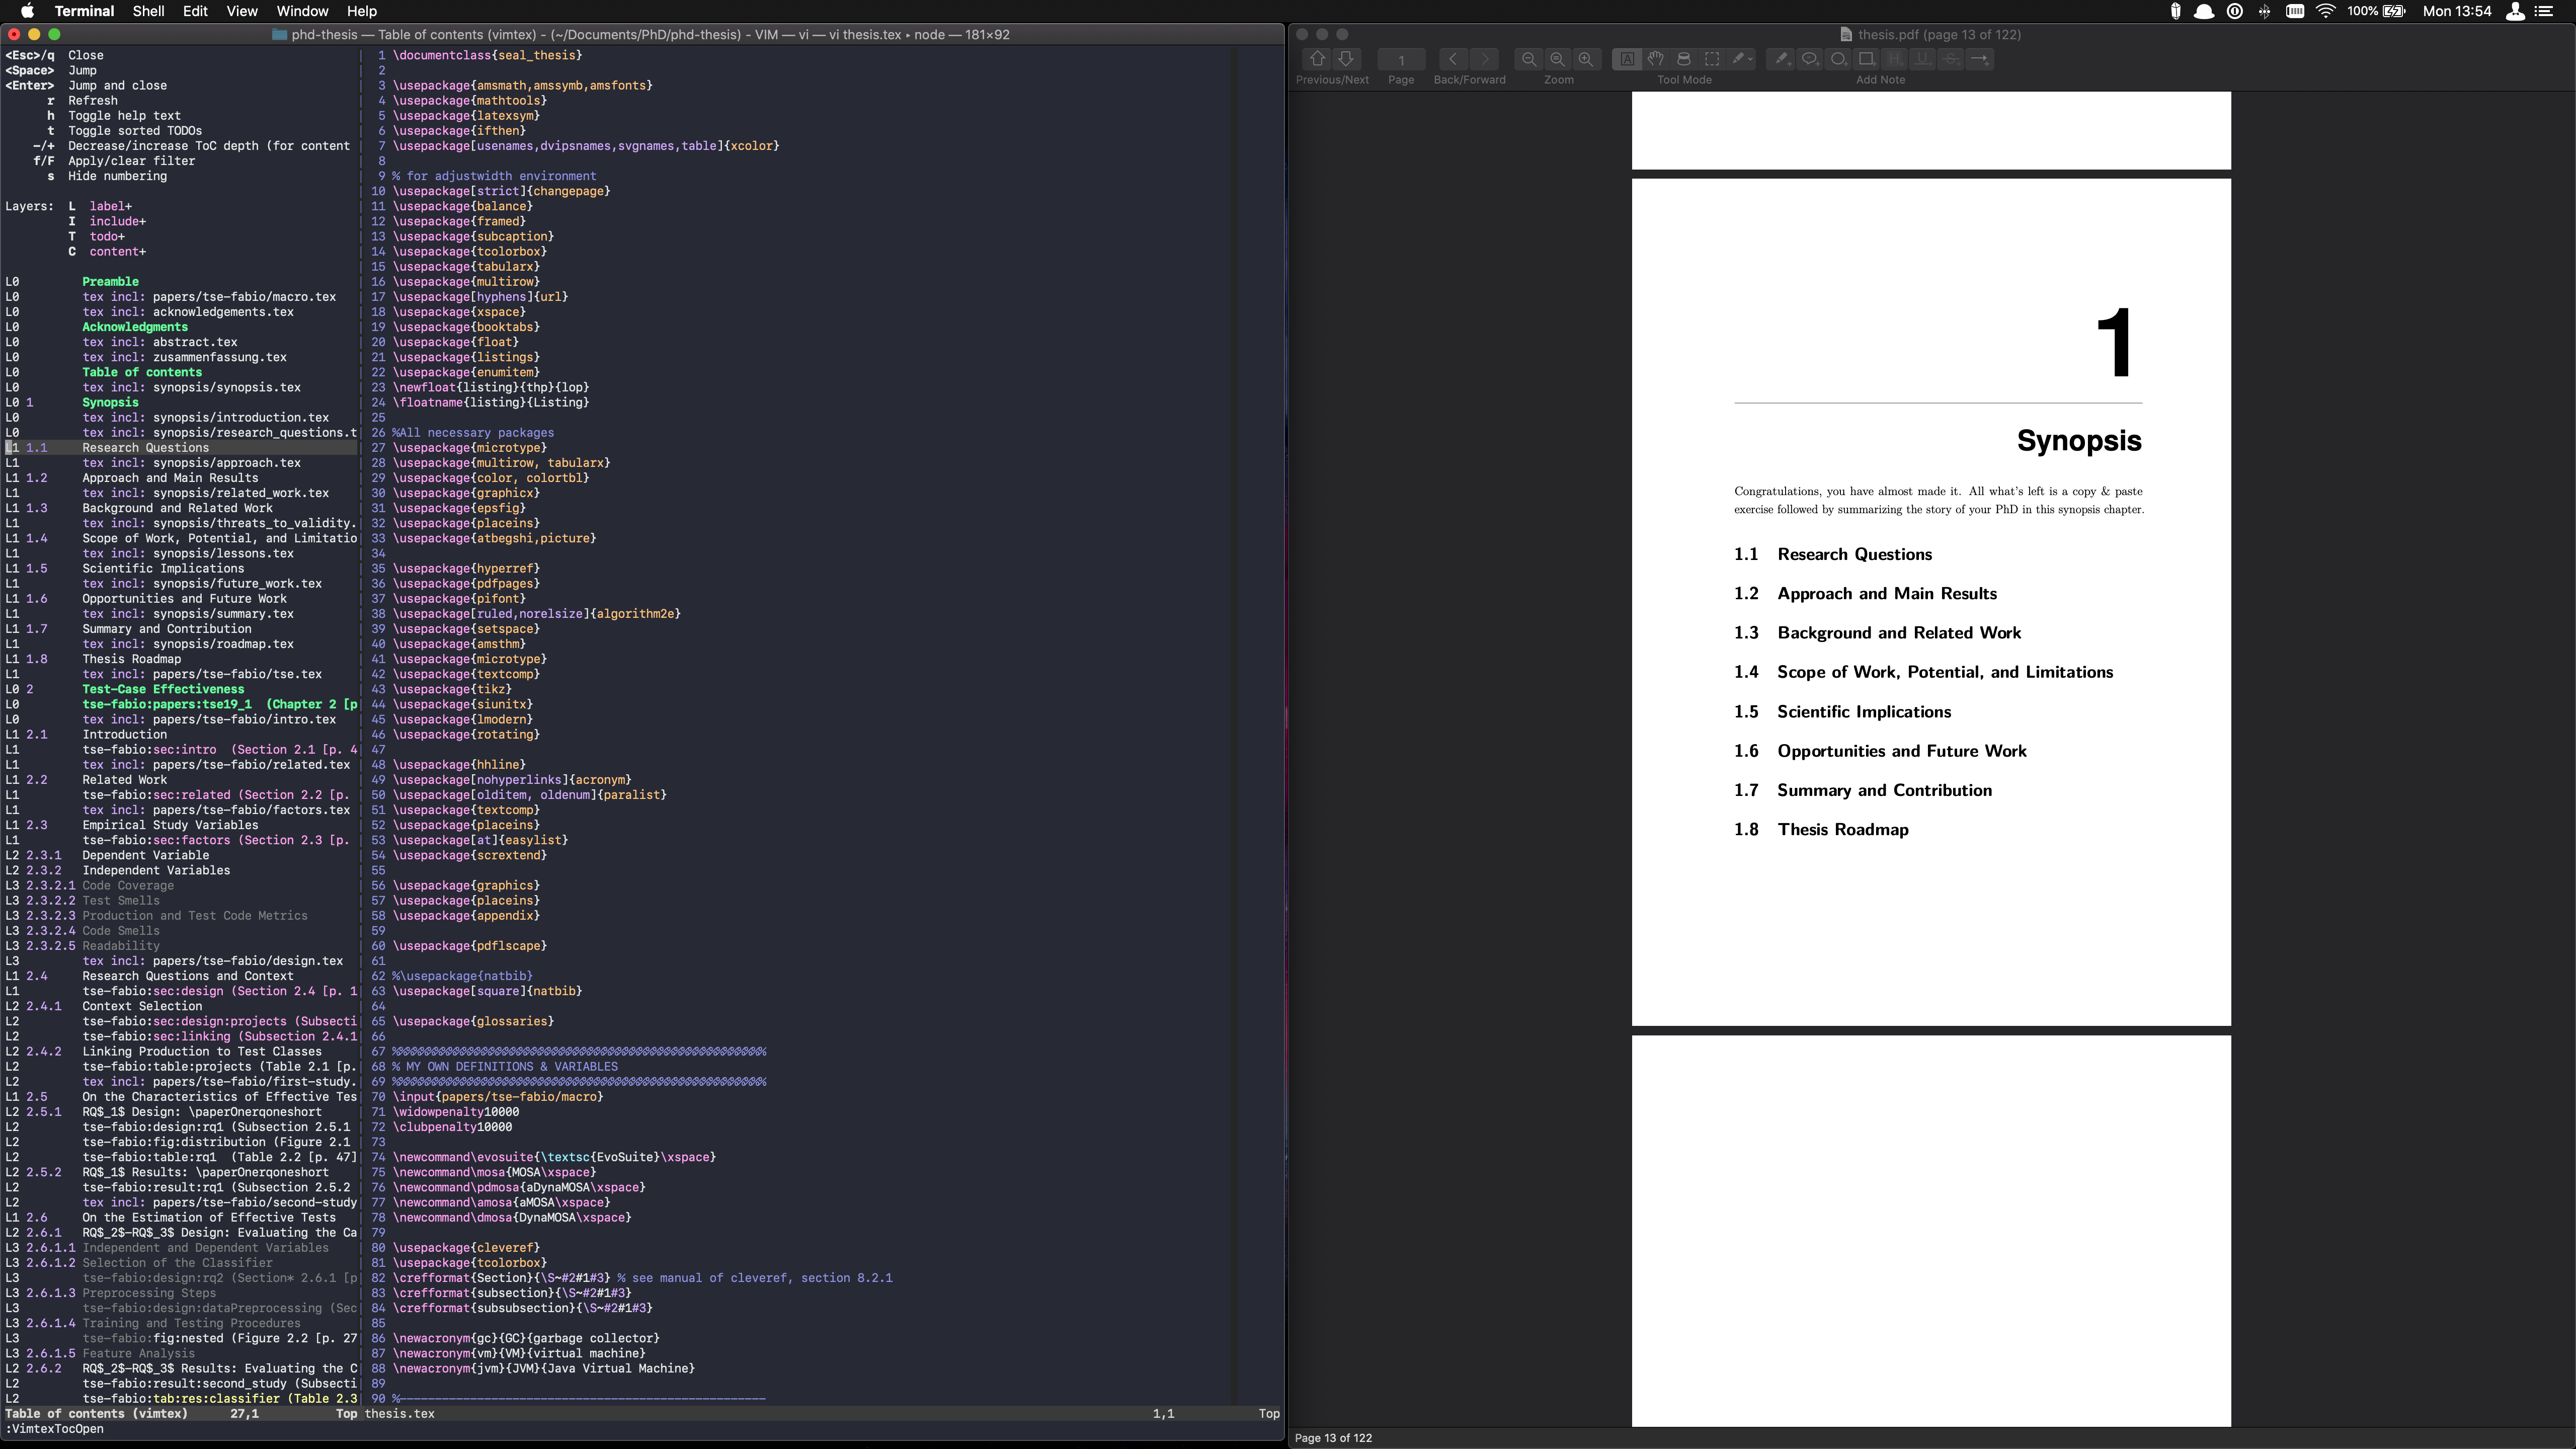 Terminal Shell Edit View Window Help
100% Mon 13:54
phd-thesis — Table of contents (vimtex) - (~/Documents/PhD/phd-thesis) - VIM — vi — vi thesis.tex ▸ node — 181×92
<Esc>/q Close
<Space> Jump
<Enter> Jump and close
r Refresh
h Toggle help text
t Toggle sorted TODOs
-/+ Decrease/increase ToC depth (for content
f/F Apply/clear filter
s Hide numbering
Layers: L label+
I include+
T todo+
C content+
L0 Preamble
L0 tex incl: papers/tse-fabio/macro.tex
L0 tex incl: acknowledgements.tex
L0 Acknowledgments
L0 tex incl: abstract.tex
L0 tex incl: zusammenfassung.tex
L0 Table of contents
L0 tex incl: synopsis/synopsis.tex
L0 1 Synopsis
L0 tex incl: synopsis/introduction.tex
L0 tex incl: synopsis/research_questions.t
L1 1.1 Research Questions
L1 tex incl: synopsis/approach.tex
L1 1.2 Approach and Main Results
L1 tex incl: synopsis/related_work.tex
L1 1.3 Background and Related Work
L1 tex incl: synopsis/threats_to_validity.
L1 1.4 Scope of Work, Potential, and Limitatio
L1 tex incl: synopsis/lessons.tex
L1 1.5 Scientific Implications
L1 tex incl: synopsis/future_work.tex
L1 1.6 Opportunities and Future Work
L1 tex incl: synopsis/summary.tex
L1 1.7 Summary and Contribution
L1 tex incl: synopsis/roadmap.tex
L1 1.8 Thesis Roadmap
L1 tex incl: papers/tse-fabio/tse.tex
L0 2 Test-Case Effectiveness
L0 tse-fabio:papers:tse19_1 (Chapter 2 [p
L0 tex incl: papers/tse-fabio/intro.tex
L1 2.1 Introduction
L1 tse-fabio:sec:intro (Section 2.1 [p. 4
L1 tex incl: papers/tse-fabio/related.tex
L1 2.2 Related Work
L1 tse-fabio:sec:related (Section 2.2 [p.
L1 tex incl: papers/tse-fabio/factors.tex
L1 2.3 Empirical Study Variables
L1 tse-fabio:sec:factors (Section 2.3 [p.
L2 2.3.1 Dependent Variable
L2 2.3.2 Independent Variables
L3 2.3.2.1 Code Coverage
L3 2.3.2.2 Test Smells
L3 2.3.2.3 Production and Test Code Metrics
L3 2.3.2.4 Code Smells
L3 2.3.2.5 Readability
L3 tex incl: papers/tse-fabio/design.tex
L1 2.4 Research Questions and Context
L1 tse-fabio:sec:design (Section 2.4 [p. 1
L2 2.4.1 Context Selection
L2 tse-fabio:sec:design:projects (Subsecti
L2 tse-fabio:sec:linking (Subsection 2.4.1
L2 2.4.2 Linking Production to Test Classes
L2 tse-fabio:table:projects (Table 2.1 [p.
L2 tex incl: papers/tse-fabio/first-study.
L1 2.5 On the Characteristics of Effective Tes
L2 2.5.1 RQ$_1$ Design: \paperOnerqoneshort
L2 tse-fabio:design:rq1 (Subsection 2.5.1
L2 tse-fabio:fig:distribution (Figure 2.1
L2 tse-fabio:table:rq1 (Table 2.2 [p. 47]
L2 2.5.2 RQ$_1$ Results: \paperOnerqoneshort
L2 tse-fabio:result:rq1 (Subsection 2.5.2
L2 tex incl: papers/tse-fabio/second-study
L1 2.6 On the Estimation of Effective Tests
L2 2.6.1 RQ$_2$-RQ$_3$ Design: Evaluating the Ca
L3 2.6.1.1 Independent and Dependent Variables
L3 2.6.1.2 Selection of the Classifier
L3 tse-fabio:design:rq2 (Section* 2.6.1 [p
L3 2.6.1.3 Preprocessing Steps
L3 tse-fabio:design:dataPreprocessing (Sec
L3 2.6.1.4 Training and Testing Procedures
L3 tse-fabio:fig:nested (Figure 2.2 [p. 27
L3 2.6.1.5 Feature Analysis
L2 2.6.2 RQ$_2$-RQ$_3$ Results: Evaluating the C
L2 tse-fabio:result:second_study (Subsecti
L2 tse-fabio:tab:res:classifier (Table 2.3
Table of contents (vimtex) 27,1 Top
:VimtexTocOpen
1 \documentclass{seal_thesis}
2
3 \usepackage{amsmath,amssymb,amsfonts}
4 \usepackage{mathtools}
5 \usepackage{latexsym}
6 \usepackage{ifthen}
7 \usepackage[usenames,dvipsnames,svgnames,table]{xcolor}
8
9 % for adjustwidth environment
10 \usepackage[strict]{changepage}
11 \usepackage{balance}
12 \usepackage{framed}
13 \usepackage{subcaption}
14 \usepackage{tcolorbox}
15 \usepackage{tabularx}
16 \usepackage{multirow}
17 \usepackage[hyphens]{url}
18 \usepackage{xspace}
19 \usepackage{booktabs}
20 \usepackage{float}
21 \usepackage{listings}
22 \usepackage{enumitem}
23 \newfloat{listing}{thp}{lop}
24 \floatname{listing}{Listing}
25
26 %All necessary packages
27 \usepackage{microtype}
28 \usepackage{multirow, tabularx}
29 \usepackage{color, colortbl}
30 \usepackage{graphicx}
31 \usepackage{epsfig}
32 \usepackage{placeins}
33 \usepackage{atbegshi,picture}
34
35 \usepackage{hyperref}
36 \usepackage{pdfpages}
37 \usepackage{pifont}
38 \usepackage[ruled,norelsize]{algorithm2e}
39 \usepackage{setspace}
40 \usepackage{amsthm}
41 \usepackage{microtype}
42 \usepackage{textcomp}
43 \usepackage{tikz}
44 \usepackage{siunitx}
45 \usepackage{lmodern}
46 \usepackage{rotating}
47
48 \usepackage{hhline}
49 \usepackage[nohyperlinks]{acronym}
50 \usepackage[olditem, oldenum]{paralist}
51 \usepackage{textcomp}
52 \usepackage{placeins}
53 \usepackage[at]{easylist}
54 \usepackage{scrextend}
55
56 \usepackage{graphics}
57 \usepackage{placeins}
58 \usepackage{appendix}
59
60 \usepackage{pdflscape}
61
62 %\usepackage{natbib}
63 \usepackage[square]{natbib}
64
65 \usepackage{glossaries}
66
67 %%%%%%%%%%%%%%%%%%%%%%%%%%%%%%%%%%%%%%%%%%%%%%%%%%%%%
68 % MY OWN DEFINITIONS & VARIABLES
69 %%%%%%%%%%%%%%%%%%%%%%%%%%%%%%%%%%%%%%%%%%%%%%%%%%%%%
70 \input{papers/tse-fabio/macro}
71 \widowpenalty10000
72 \clubpenalty10000
73
74 \newcommand\evosuite{\textsc{EvoSuite}\xspace}
75 \newcommand\mosa{MOSA\xspace}
76 \newcommand\pdmosa{aDynaMOSA\xspace}
77 \newcommand\amosa{aMOSA\xspace}
78 \newcommand\dmosa{DynaMOSA\xspace}
79
80 \usepackage{cleveref}
81 \usepackage{tcolorbox}
82 \crefformat{Section}{\S~#2#1#3} % see manual of cleveref, section 8.2.1
83 \crefformat{subsection}{\S~#2#1#3}
84 \crefformat{subsubsection}{\S~#2#1#3}
85
86 \newacronym{gc}{GC}{garbage collector}
87 \newacronym{vm}{VM}{virtual machine}
88 \newacronym{jvm}{JVM}{Java Virtual Machine}
89
90 %----------------------------------------------------
thesis.tex 1,1 Top
thesis.pdf (page 13 of 122)
1
Previous/Next Page Back/Forward Zoom Tool Mode Add Note
1
Synopsis
Congratulations, you have almost made it. All what's left is a copy & paste
exercise followed by summarizing the story of your PhD in this synopsis chapter.
1.1 Research Questions
1.2 Approach and Main Results
1.3 Background and Related Work
1.4 Scope of Work, Potential, and Limitations
1.5 Scientific Implications
1.6 Opportunities and Future Work
1.7 Summary and Contribution
1.8 Thesis Roadmap
Page 13 of 122